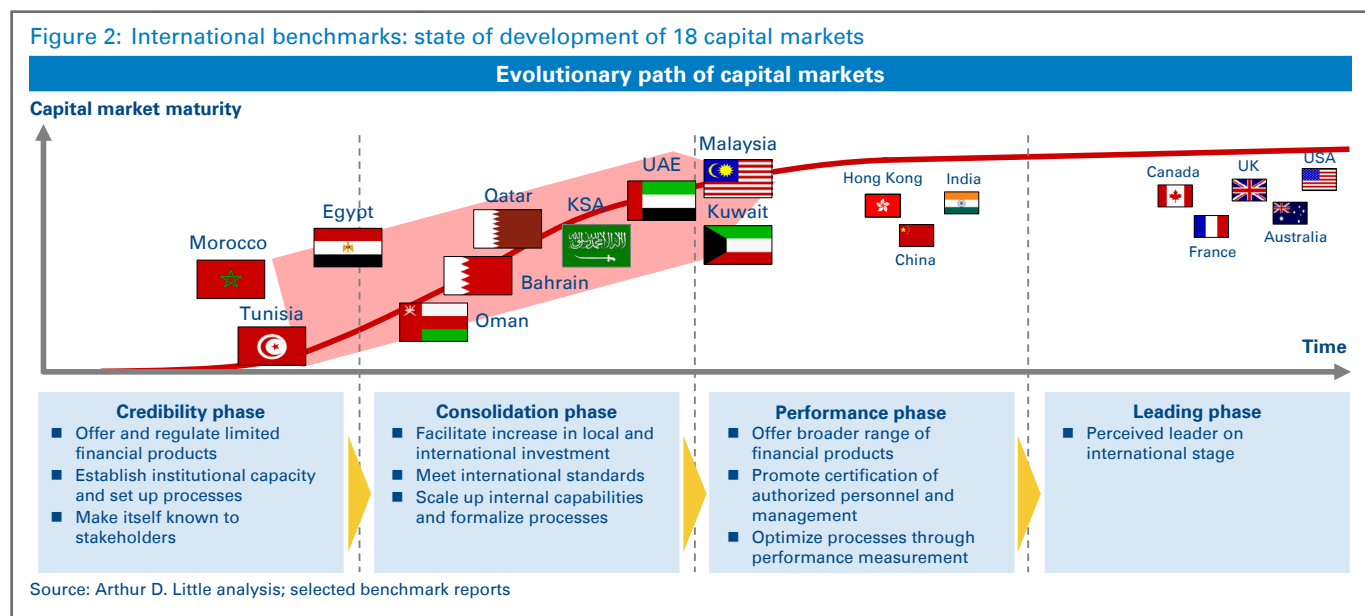 Figure 2: International benchmarks: state of development of 18 capital markets
Evolutionary path of capital markets
Capital market maturity
Malaysia
USA
UAE
Hong Kong
India
Canada
UK
Qatar
KSA
Egypt
Kuwait
Morocco
China
France
Australia
Bahrain
Tunisia
Oman
Time
Credibility phase
■ Offer and regulate limited
financial products
■ Establish institutional capacity
and set up processes
■ Make itself known to
stakeholders
Consolidation phase
■ Facilitate increase in local and
international investment
■ Meet international standards
■ Scale up internal capabilities
and formalize processes
Performance phase
■ Offer broader range of
financial products
■ Promote certification of
authorized personnel and
management
■ Optimize processes through
performance measurement
Leading phase
■ Perceived leader on
international stage
Source: Arthur D. Little analysis; selected benchmark reports